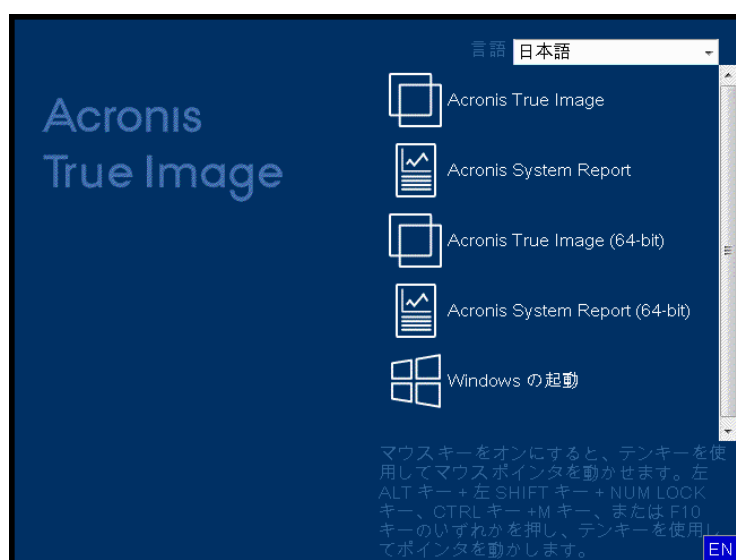 言語 日本語
Acronis
True Image
Acronis True Image
Acronis System Report
Acronis True Image (64-bit)
Acronis System Report (64-bit)
Windows の起動
マウス キーをオンにすると、テンキーを使
用してマウス ポインタを動かせます。左
ALT キー + 左 SHIFT キー + NUM LOCK
キー、CTRL キー +M キー、または F10
キーのいずれかを押し、テンキーを使用し
てポインタを動かします。
EN